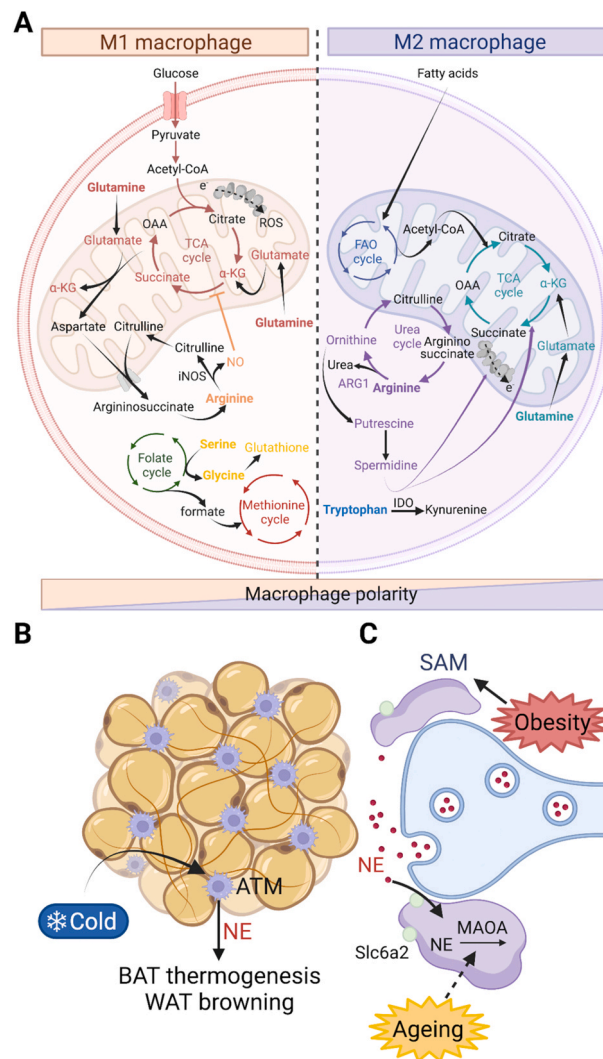 A
M1 macrophage
M2 macrophage
Glucose
Pyruvate
Acetyl-CoA
e-
ROS
Glutamine
Glutamate
OAA
Citrate
TCA
cycle
Succinate
α-KG
Glutamate
α-KG
Glutamine
Aspartate
Citrulline
Citrulline
NO
iNOS
Argininosuccinate
Arginine
Folate
cycle
Serine
Glycine
Glutathione
formate
Methionine
cycle
Fatty acids
FAO
cycle
Acetyl-CoA
Citrate
OAA
TCA
cycle
α-KG
Citrulline
Urea
cycle
Succinate
Ornithine
Argino
succinate
Glutamate
Urea
ARG1
Arginine
e-
Glutamine
Putrescine
Spermidine
Tryptophan
IDO
Kynurenine
Macrophage polarity
B
ATM
Cold
NE
BAT thermogenesis
WAT browning
C
SAM
Obesity
NE
Slc6a2
NE
MAOA
Ageing